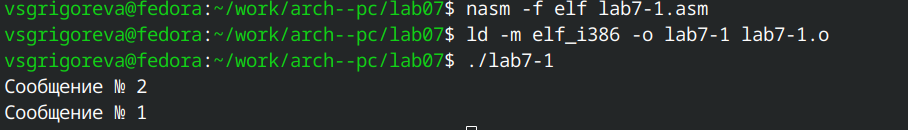 vsgrigoreva@fedora:~/work/arch--pc/lab07$ nasm -f elf lab7-1.asm
vsgrigoreva@fedora:~/work/arch--pc/lab07$ ld -m elf_i386 -o lab7-1 lab7-1.o
vsgrigoreva@fedora:~/work/arch--pc/lab07$ ./lab7-1
Сообщение № 2
Сообщение № 1